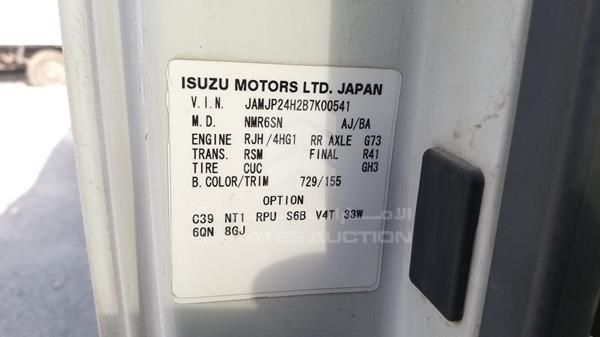 ISUZU MOTORS LTD. JAPAN
V.I.N. JAMJP24H2B7K00541
M.D. NMR6SN AJ/BA
ENGINE RJH/4HG1 RR AXLE G73
TRANS. RSM FINAL R41
TIRE CUC GH3
B.COLOR/TRIM 729/155
OPTION
C39 NT1 RPU S6B V4T 33W
6QN 8GJ
AUCTION